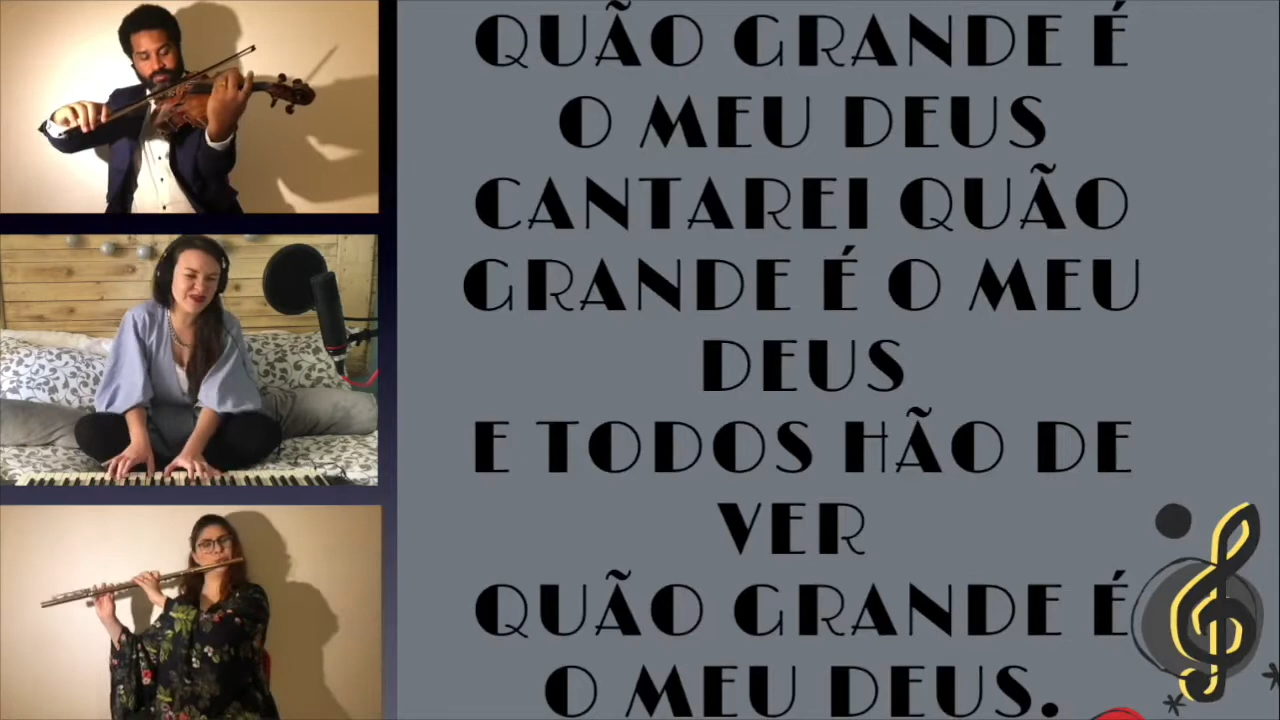 QUÃO GRANDE É
O MEU DEUS
CANTAREI QUÃO
GRANDE É O MEU
DEUS
E TODOS HÃO DE
VER
QUÃO GRANDE É
O MEU DEUS.